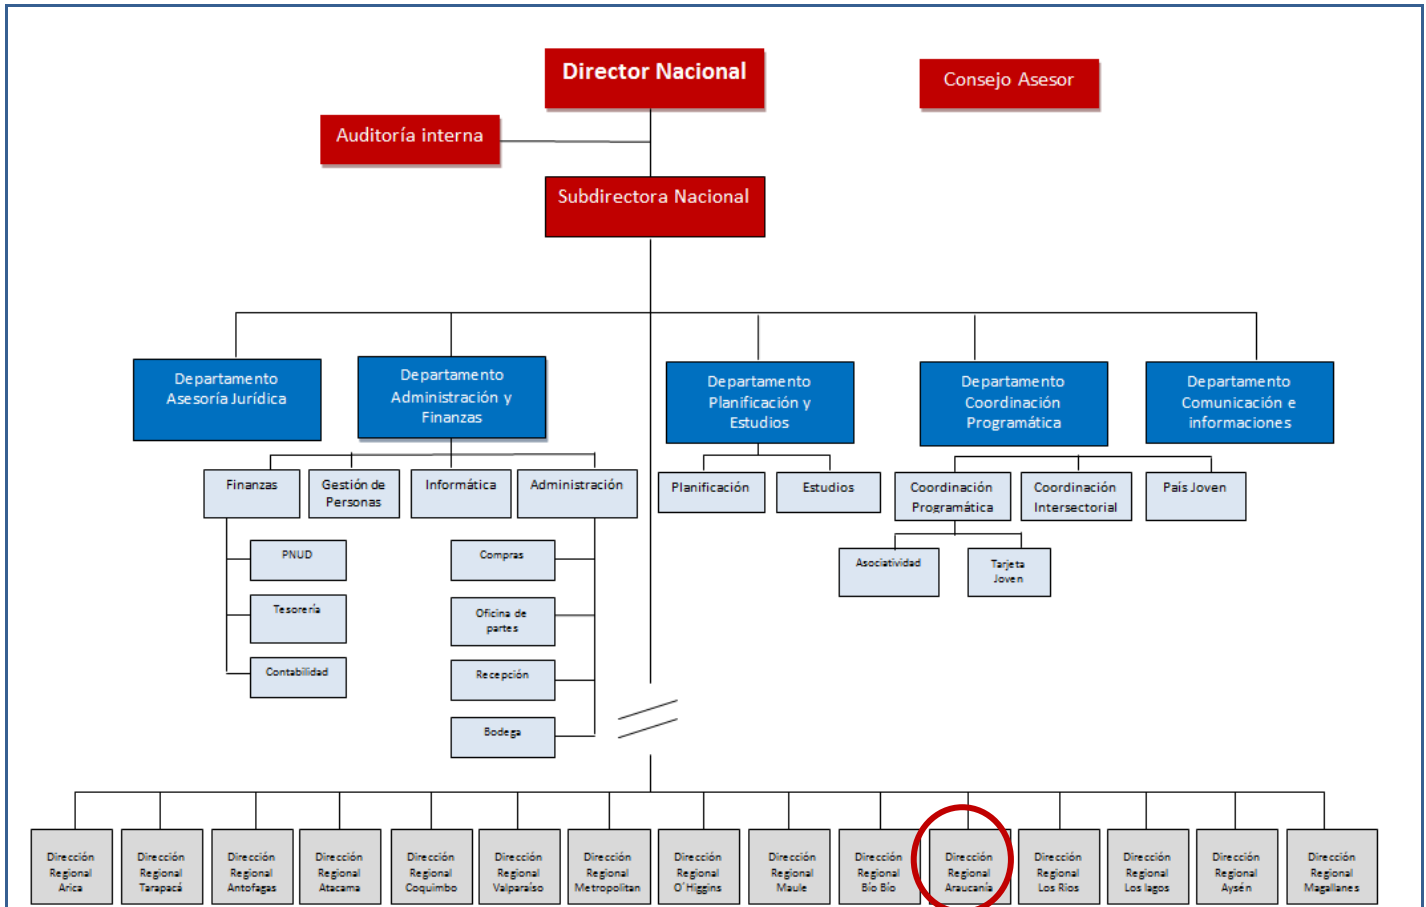 Director Nacional
Consejo Asesor
Auditoría interna
Subdirectora Nacional
Departamento
Asesoría Jurídica
Departamento
Administración y
Finanzas
Departamento
Planificación y
Estudios
Departamento
Coordinación
Programática
Departamento
Comunicación e
informaciones
Finanzas
Gestión de
Personas
Informática
Administración
Planificación
Estudios
Coordinación
Programática
Coordinación
Intersectorial
País Joven
PNUD
Tesorería
Contabilidad
Compras
Oficina de
partes
Recepción
Bodega
Asociatividad
Tarjeta
Joven
Dirección
Regional
Arica
Dirección
Regional
Tarapacá
Dirección
Regional
Antofagas
Dirección
Regional
Atacama
Dirección
Regional
Coquimbo
Dirección
Regional
Valparaíso
Dirección
Regional
Metropolitan
Dirección
Regional
O´Higgins
Dirección
Regional
Maule
Dirección
Regional
Bío Bío
Dirección
Regional
Araucanía
Dirección
Regional
Los Ríos
Dirección
Regional
Los lagos
Dirección
Regional
Aysén
Dirección
Regional
Magallanes